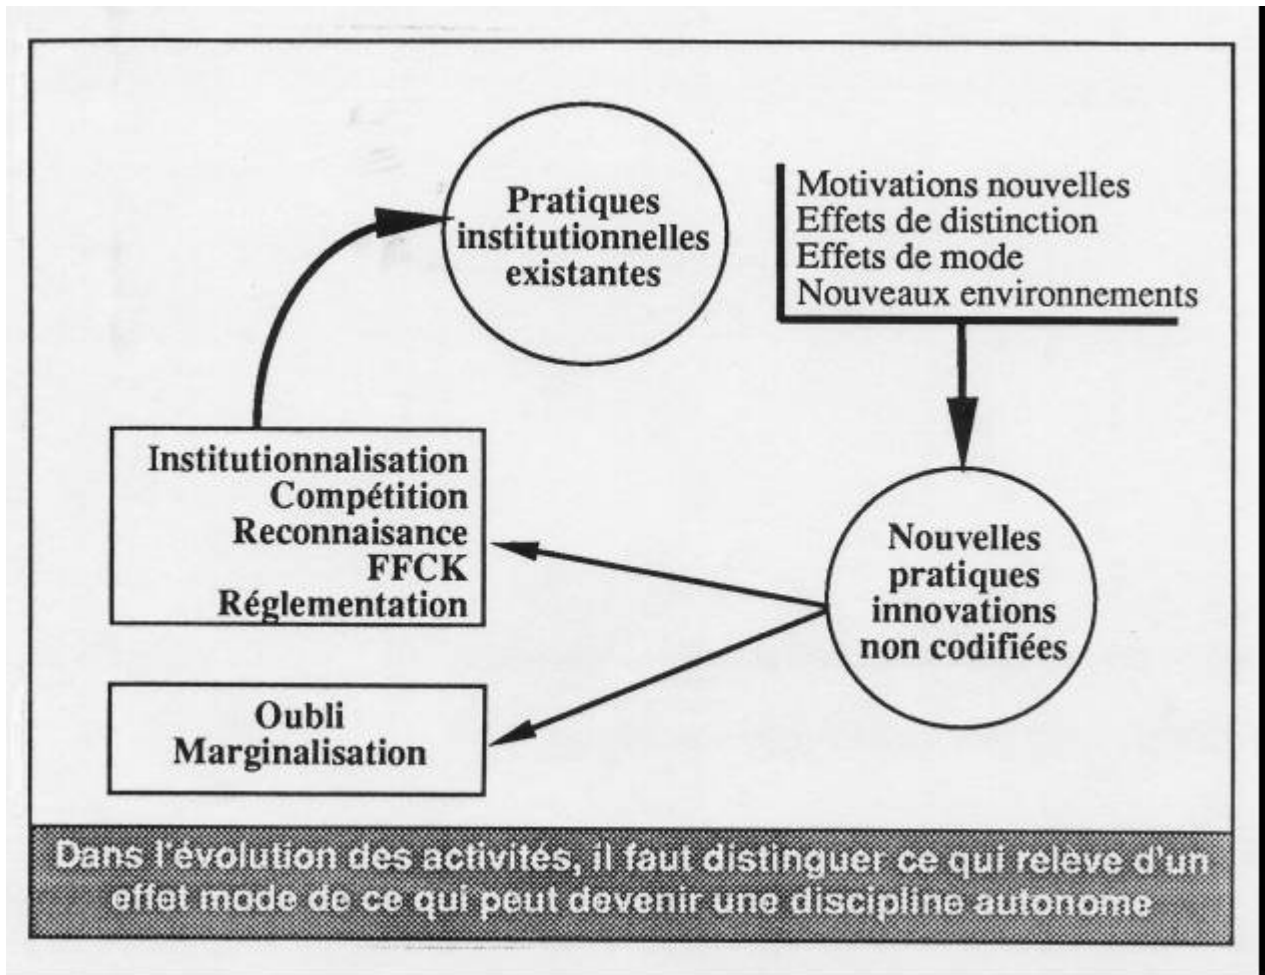 Pratiques
institutionnelles
existantes
Motivations nouvelles
Effets de distinction
Effets de mode
Nouveaux environnements
Institutionnalisation
Compétition
Reconnaisance
FFCK
Réglementation
Nouvelles
pratiques
innovations
non codifiées
Oubli
Marginalisation
Dans l'évolution des activités, il faut distinguer ce qui relève d'un
effet mode de ce qui peut devenir une discipline autonome